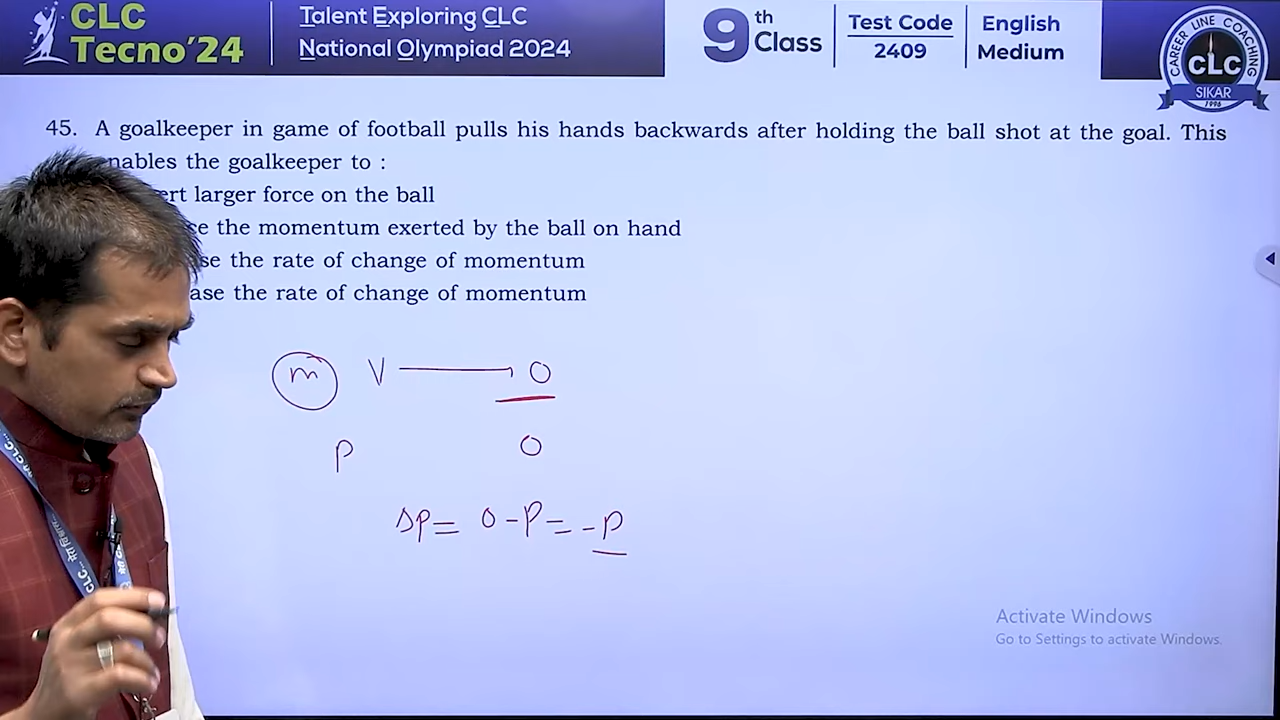 CLC
Tecno'24
Talent Exploring CLC
National Olympiad 2024
9th Class
Test Code
2409
English
Medium
CAREER LINE COACHING
CLC
SIKAR
1996
45. A goalkeeper in game of football pulls his hands backwards after holding the ball shot at the goal. This
nables the goalkeeper to :
ert larger force on the ball
ce the momentum exerted by the ball on hand
se the rate of change of momentum
ase the rate of change of momentum
m V O
P O
ΔP = 0 - P = - P
CLC...
CLC
Activate Windows
Go to Settings to activate Windows.